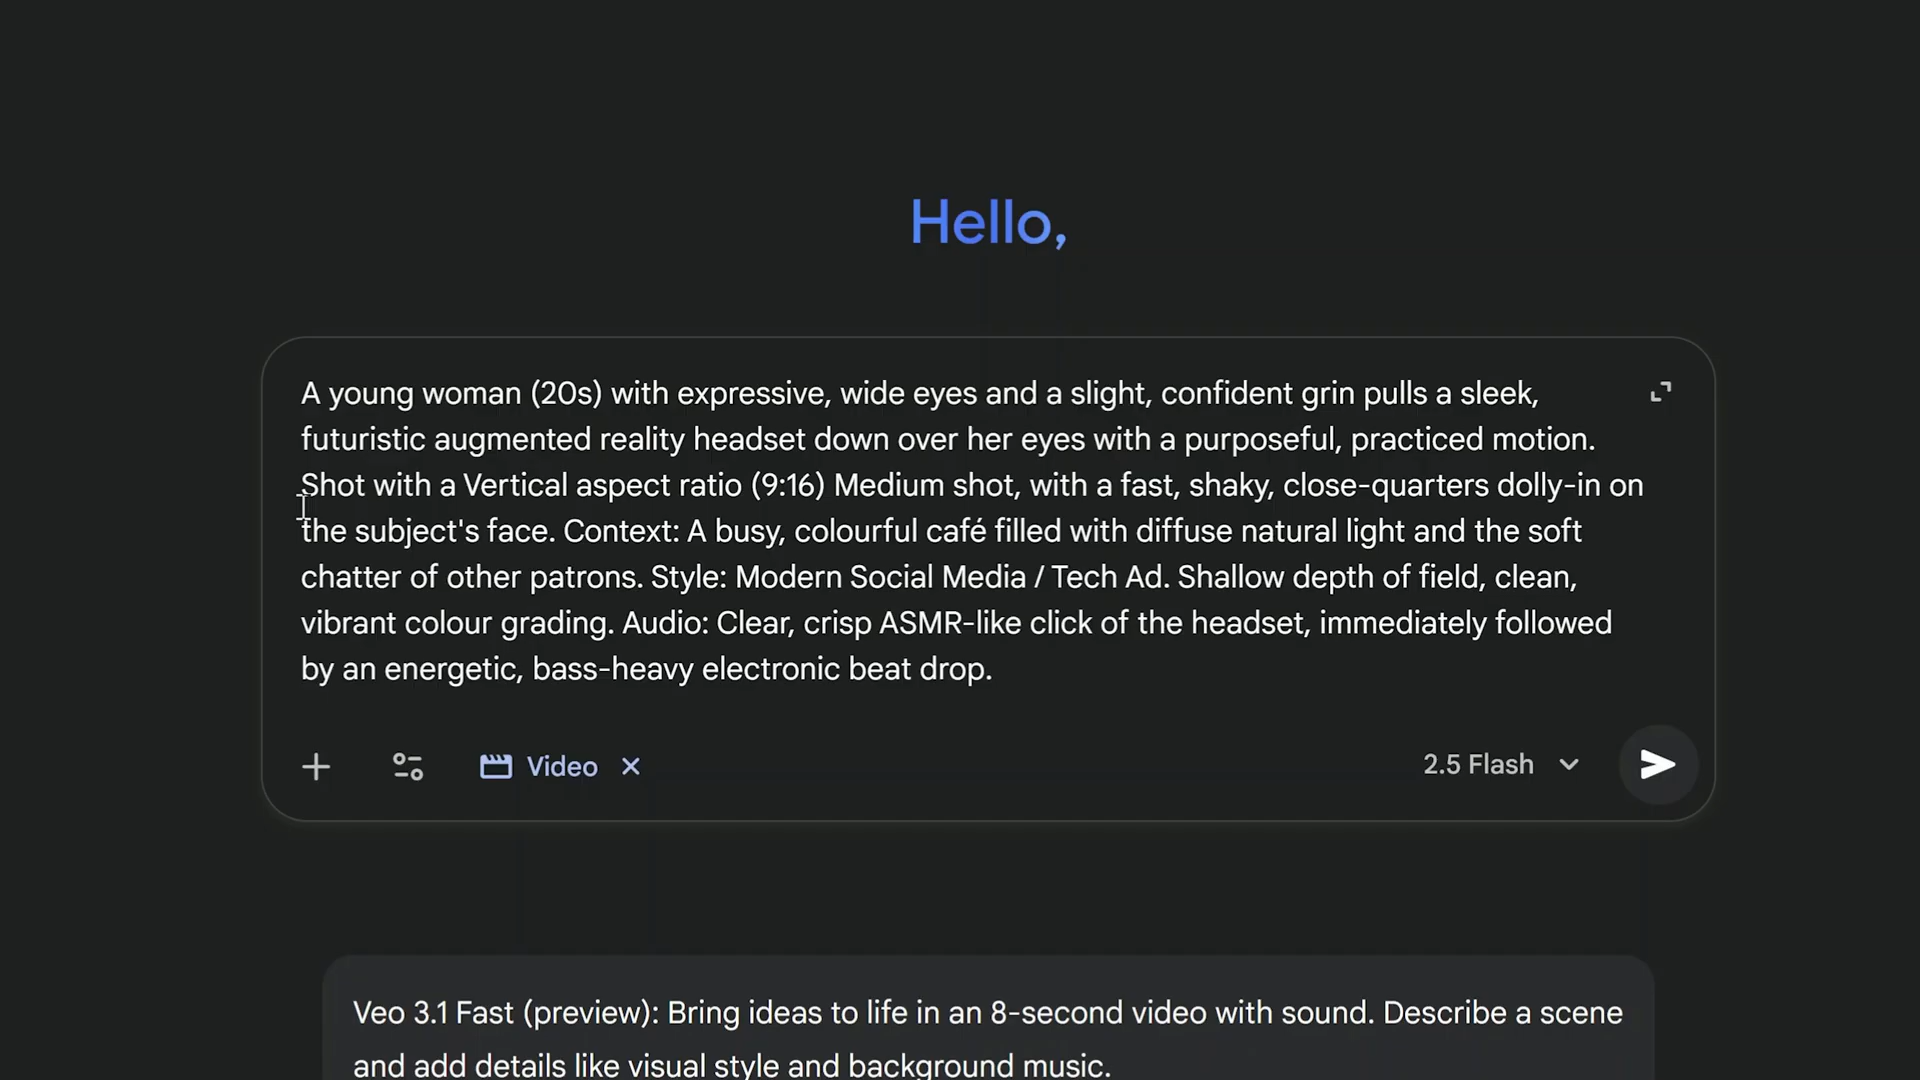 Hello,
A young woman (20s) with expressive, wide eyes and a slight, confident grin pulls a sleek,
futuristic augmented reality headset down over her eyes with a purposeful, practiced motion.
Shot with a Vertical aspect ratio (9:16) Medium shot, with a fast, shaky, close-quarters dolly-in on
the subject's face. Context: A busy, colourful café filled with diffuse natural light and the soft
chatter of other patrons. Style: Modern Social Media / Tech Ad. Shallow depth of field, clean,
vibrant colour grading. Audio: Clear, crisp ASMR-like click of the headset, immediately followed
by an energetic, bass-heavy electronic beat drop.
Video
2.5 Flash
Veo 3.1 Fast (preview): Bring ideas to life in an 8-second video with sound. Describe a scene
and add details like visual style and background music.